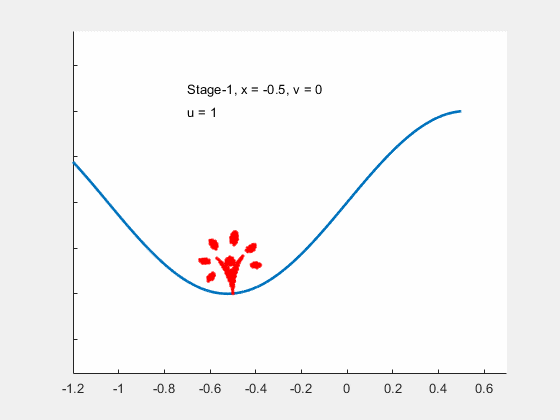 Stage-1, x = -0.5, v = 0
u = 1
-1.2 -1 -0.8 -0.6 -0.4 -0.2 0 0.2 0.4 0.6